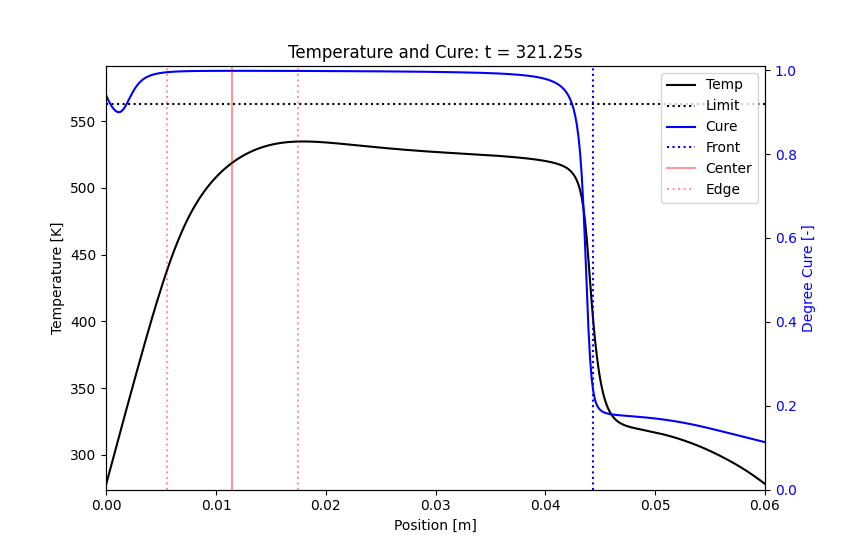 Temperature and Cure: t = 321.25s
Temperature [K]
550
500
450
400
350
300
Temp
Limit
Cure
Front
Center
Edge
1.0
0.8
0.6
0.4
0.2
0.0
Degree Cure [-]
0.00 0.01 0.02 0.03 0.04 0.05 0.06
Position [m]